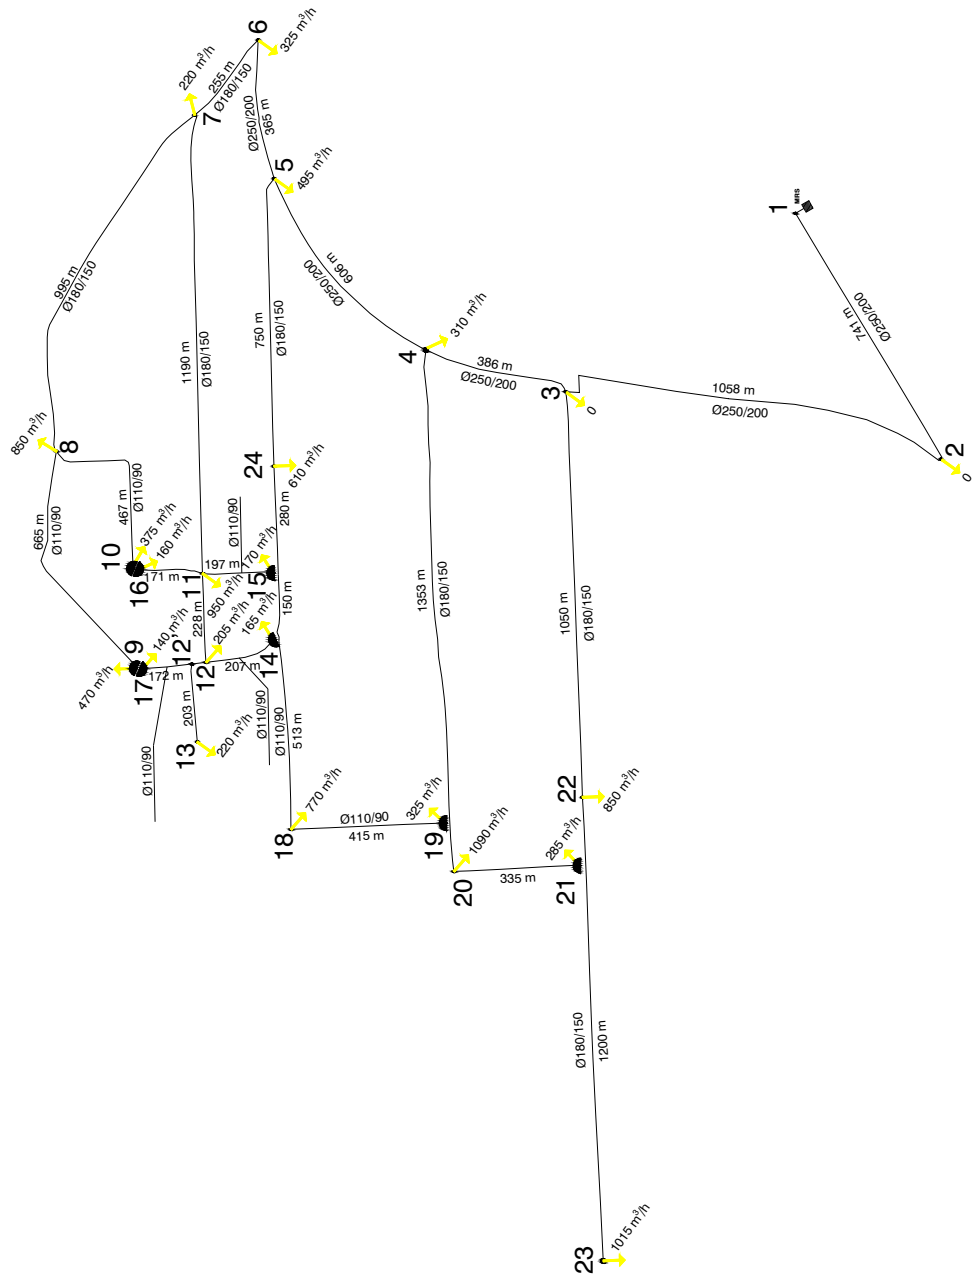 6
325 m³/h
220 m³/h
255 m
Ø180/150
7
Ø250/200
365 m
5
495 m³/h
1
MRS
995 m
Ø180/150
606 m
Ø250/200
741 m
Ø250/200
1190 m
Ø180/150
750 m
Ø180/150
310 m³/h
4
386 m
Ø250/200
3
0
1058 m
Ø250/200
2
0
850 m³/h
8
24
610 m³/h
280 m
665 m
Ø110/90
467 m
Ø110/90
10
375 m³/h
160 m³/h
16
171 m
197 m
Ø110/90
170 m³/h
11
950 m³/h
15
150 m
1353 m
Ø180/150
1050 m
Ø180/150
228 m
205 m³/h
165 m³/h
9
140 m³/h
470 m³/h
17
172 m
12'
12
207 m
14
203 m
13
220 m³/h
Ø110/90
Ø110/90
Ø110/90
513 m
770 m³/h
18
Ø110/90
415 m
325 m³/h
19
22
850 m³/h
20
1090 m³/h
335 m
285 m³/h
21
Ø180/150
1200 m
23
1015 m³/h